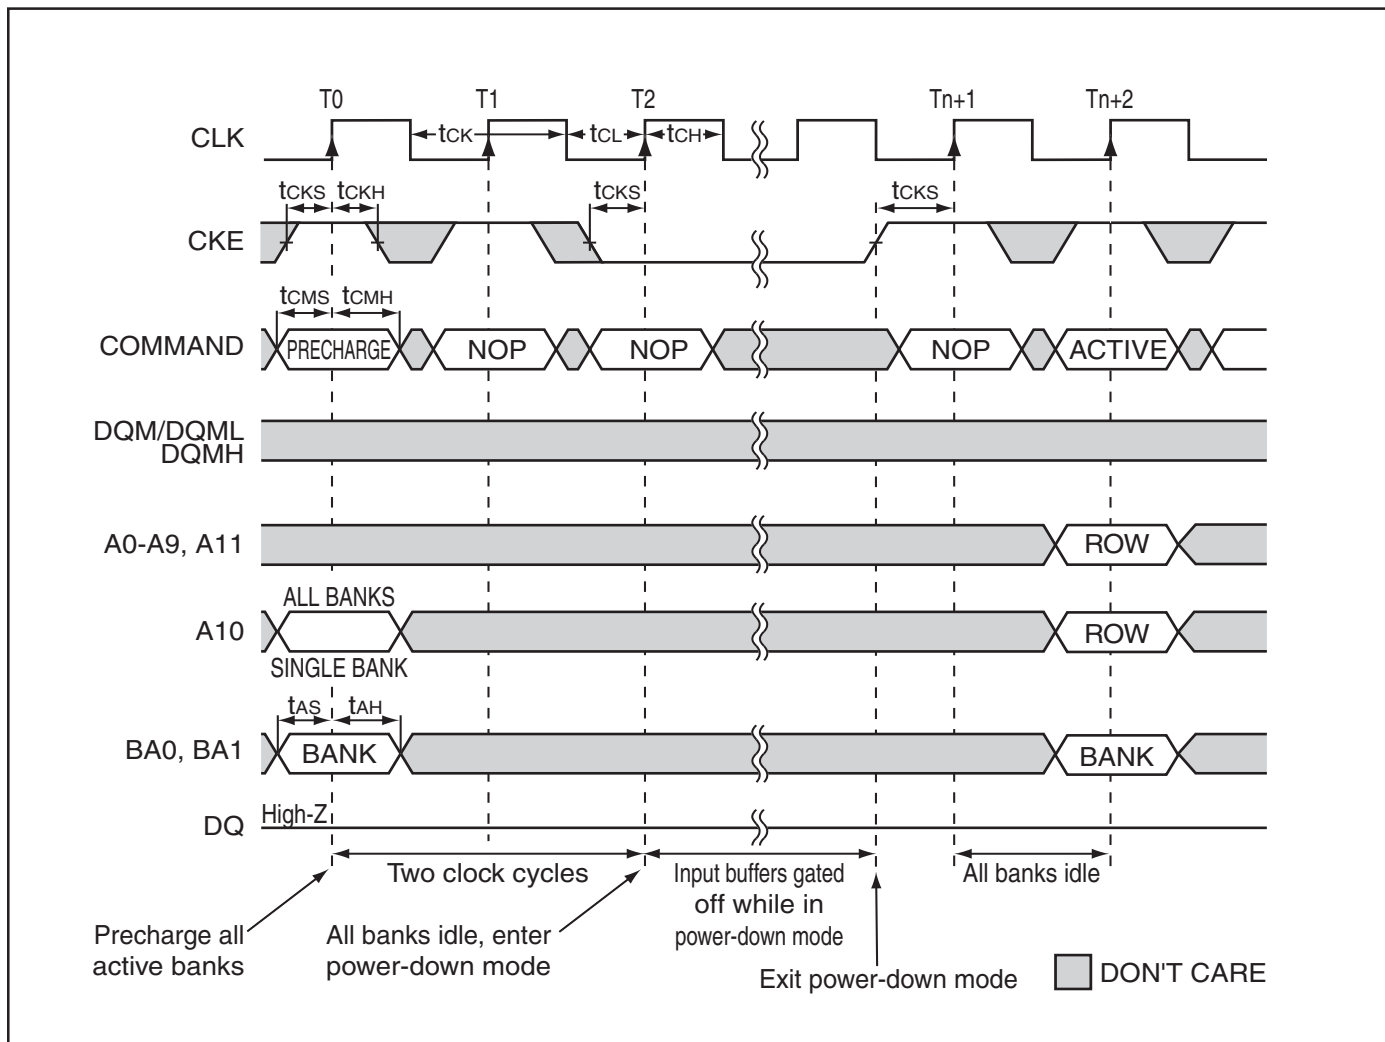 T0 T1 T2 Tn+1 Tn+2
CLK tCK tCL tCH
tCKS tCKH tCKS tCKS
CKE
tCMS tCMH
COMMAND PRECHARGE NOP NOP NOP ACTIVE
DQM/DQML
DQMH
A0-A9, A11 ROW
ALL BANKS
A10 ROW
SINGLE BANK
tAS tAH
BA0, BA1 BANK BANK
DQ High-Z
Two clock cycles
Input buffers gated
off while in
power-down mode
All banks idle
Precharge all
active banks
All banks idle, enter
power-down mode
Exit power-down mode
DON'T CARE